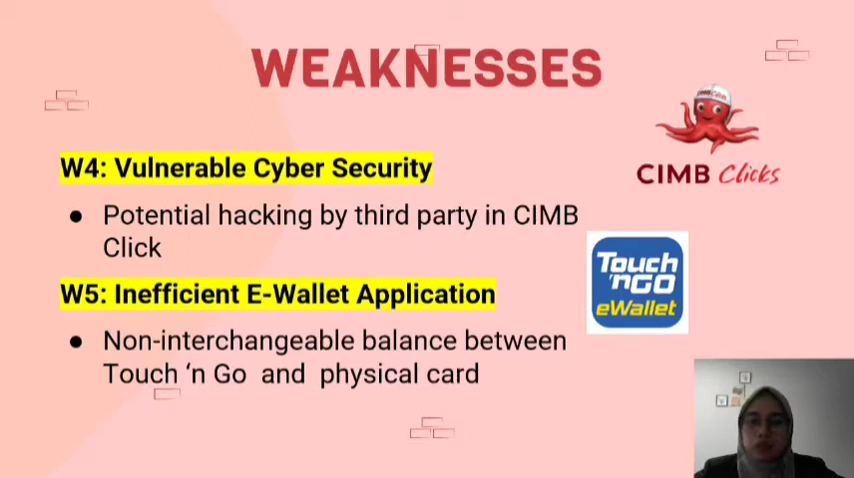 WEAKNESSES
W4: Vulnerable Cyber Security
● Potential hacking by third party in CIMB
Click
W5: Inefficient E-Wallet Application
● Non-interchangeable balance between
Touch ‘n Go and physical card
CIMB Clicks
Touch
'nGO
eWallet